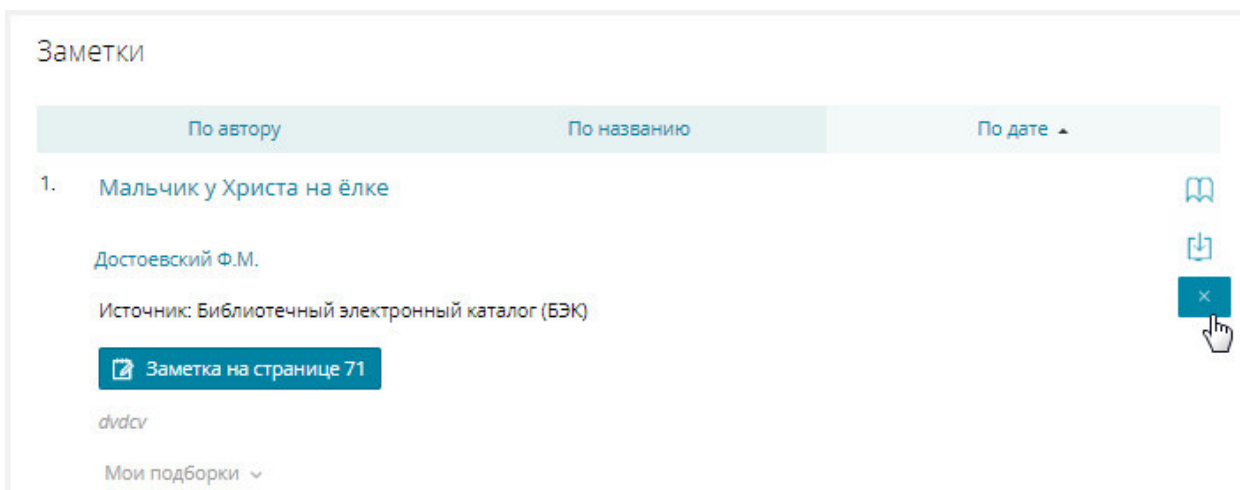 Заметки
По автору По названию По дате
1. Мальчик у Христа на ёлке
Достоевский Ф.М.
Источник: Библиотечный электронный каталог (БЭК)
Заметка на странице 71
dvdcv
Мои подборки